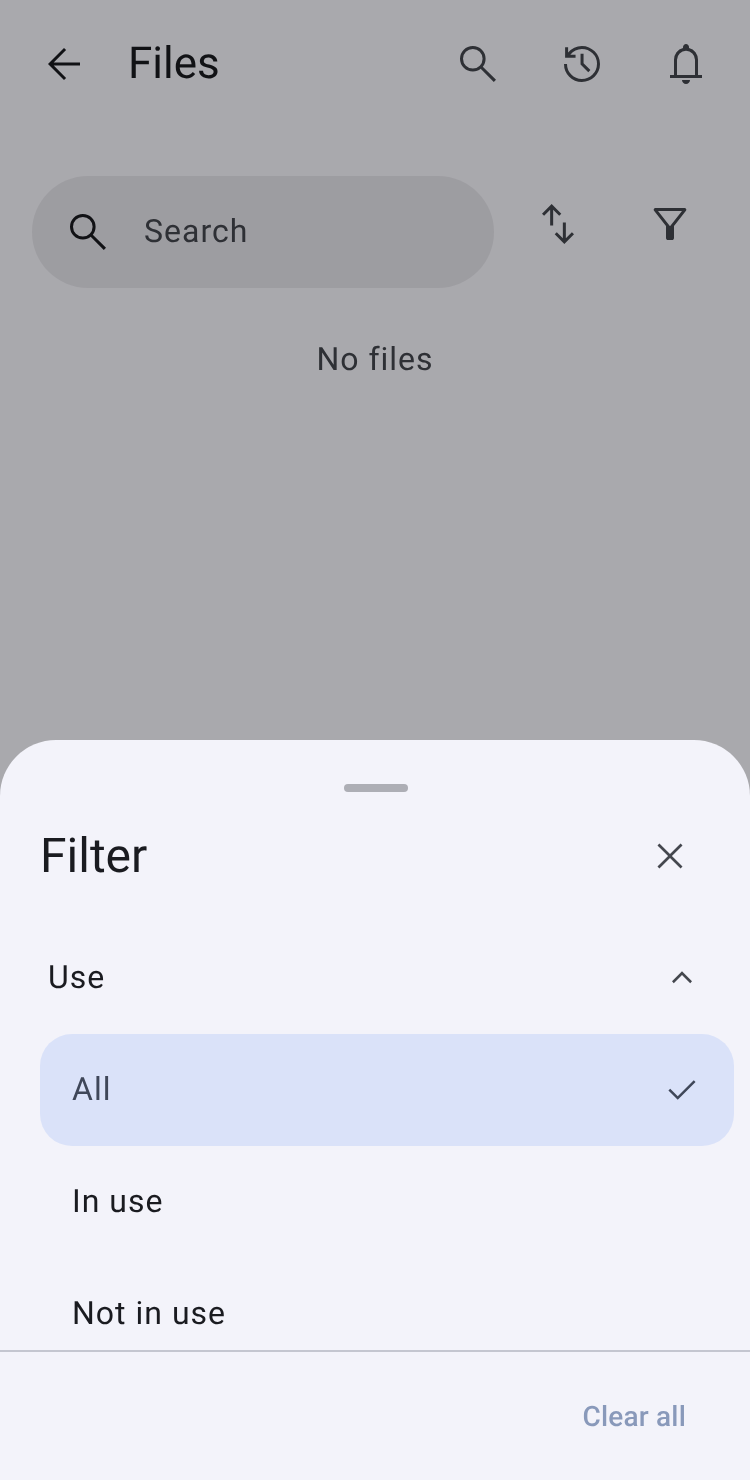 Files
Search
No files
Filter
Use
All
In use
Not in use
Clear all